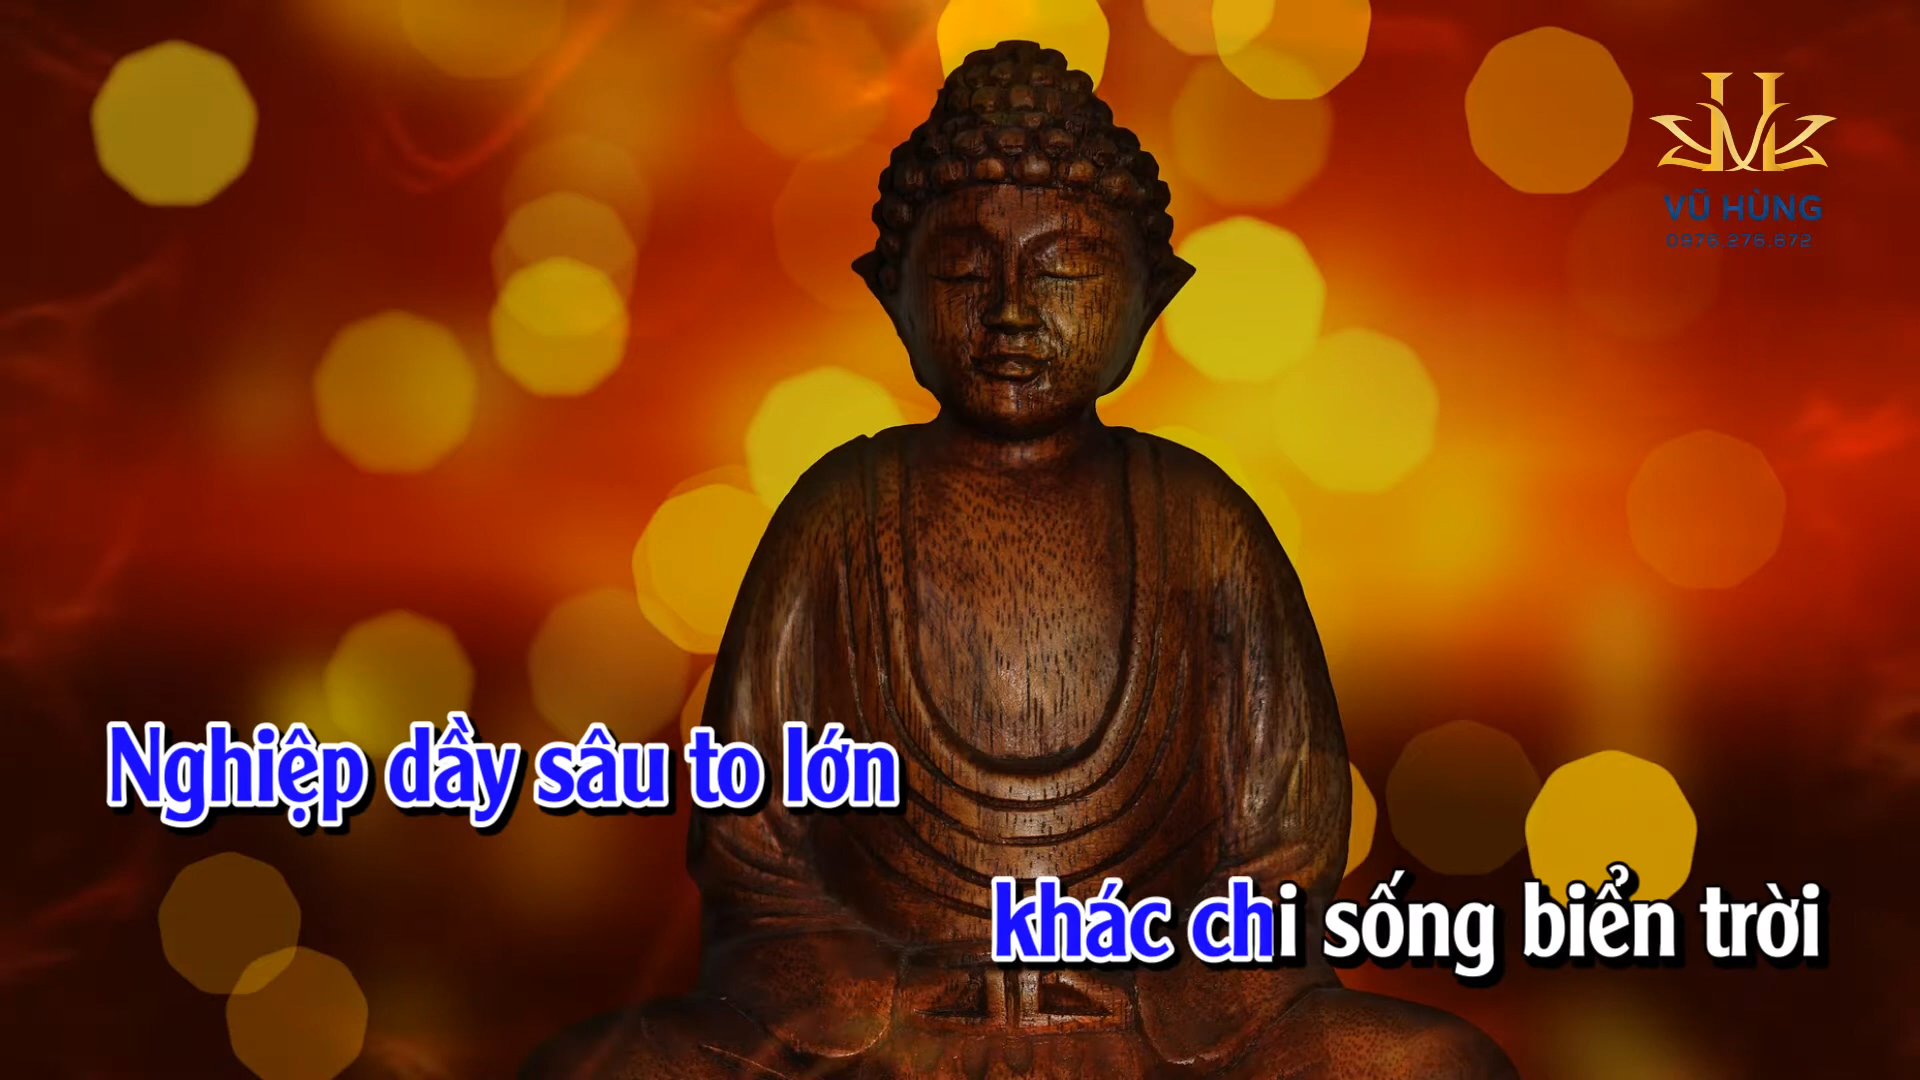 VŨ HÙNG
0976.276.672
Nghiệp dầy sâu to lớn
khác chi sống biển trời